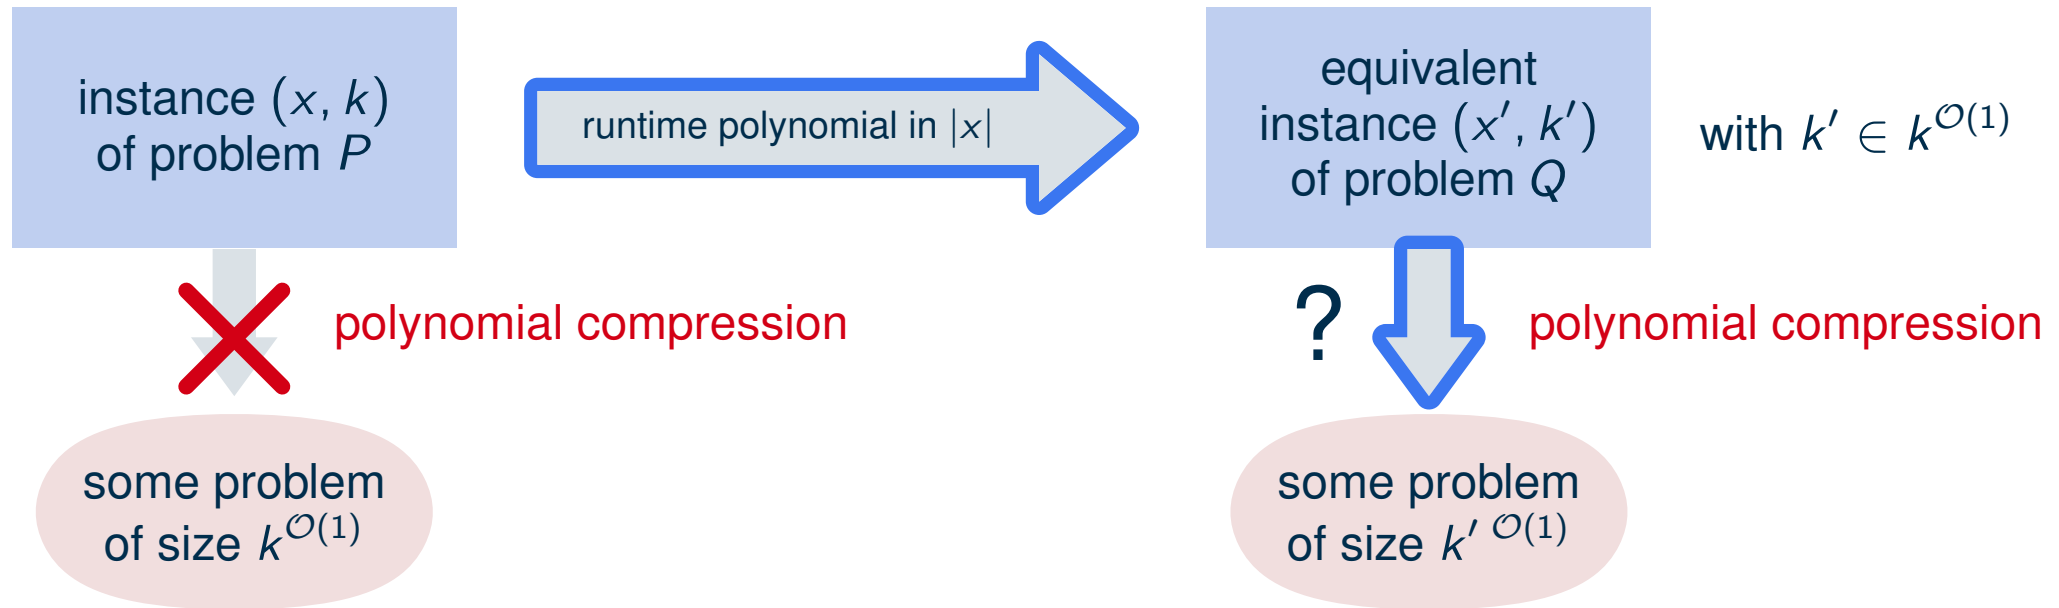 instance (x, k)
of problem P
runtime polynomial in |x|
equivalent
instance (x′, k′)
of problem Q
with k′ ∈ k^{𝒪(1)}
polynomial compression
?
polynomial compression
some problem
of size k^{𝒪(1)}
some problem
of size k′^{𝒪(1)}